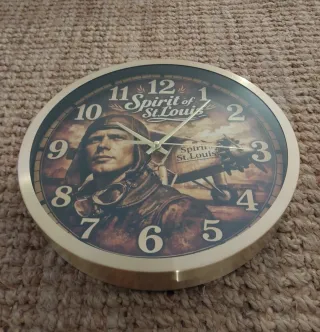 11 12 1
Spirit of
St. Louis
10 2
9 Spirit 3
St. Louis
8 4
7 6 5